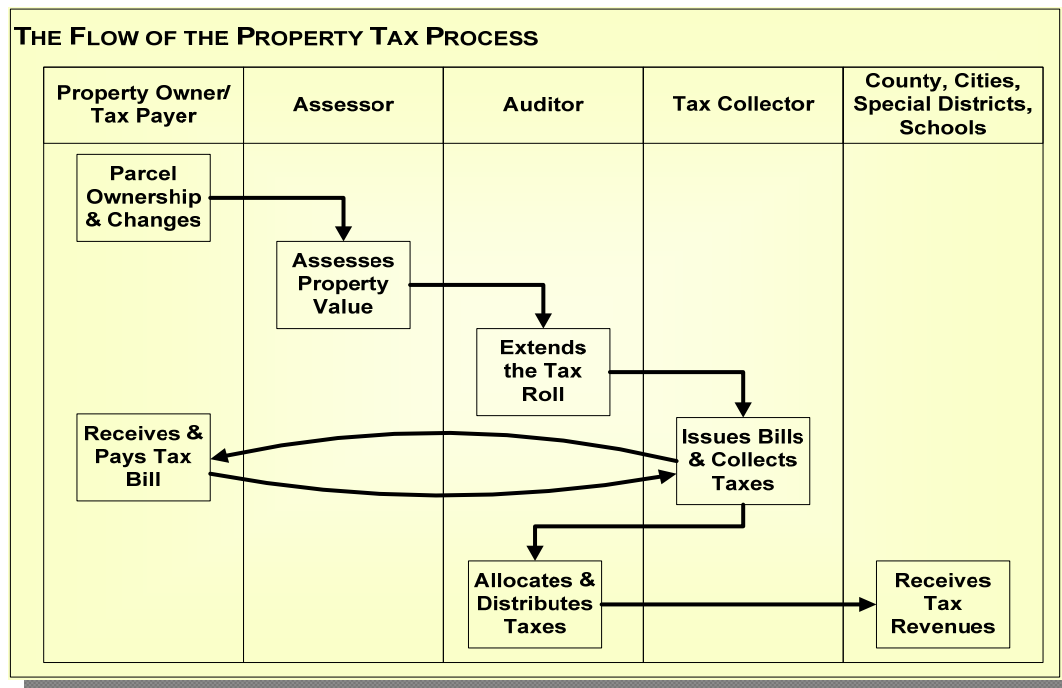 THE FLOW OF THE PROPERTY TAX PROCESS
Property Owner/
Tax Payer
Assessor
Auditor
Tax Collector
County, Cities,
Special Districts,
Schools
Parcel
Ownership
& Changes
Assesses
Property
Value
Extends
the Tax
Roll
Receives &
Pays Tax
Bill
Issues Bills
& Collects
Taxes
Allocates &
Distributes
Taxes
Receives
Tax
Revenues